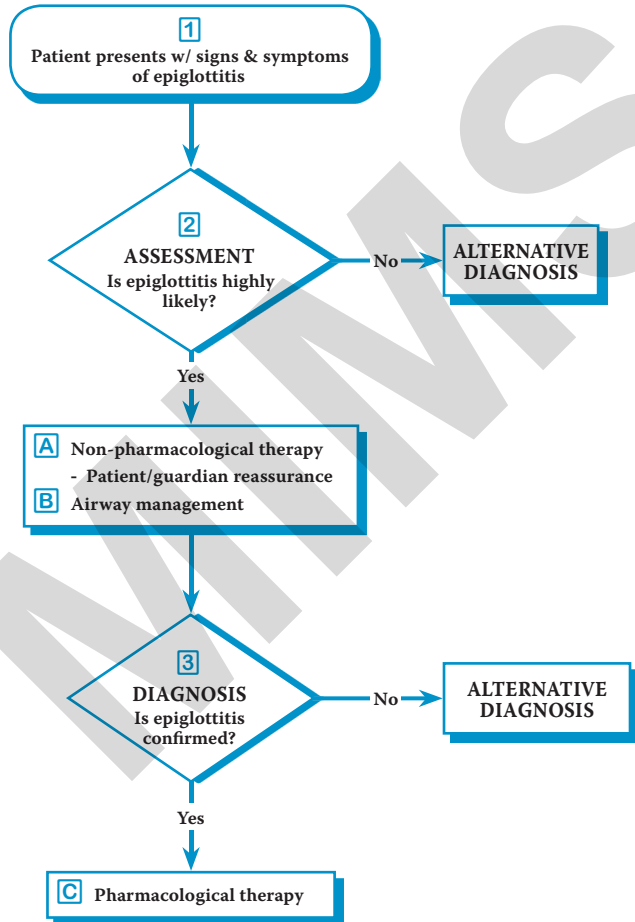 1
Patient presents w/ signs & symptoms
of epiglottitis
2
ASSESSMENT
Is epiglottitis highly
likely?
No
ALTERNATIVE
DIAGNOSIS
Yes
A Non-pharmacological therapy
- Patient/guardian reassurance
B Airway management
3
DIAGNOSIS
Is epiglottitis
confirmed?
No
ALTERNATIVE
DIAGNOSIS
Yes
C Pharmacological therapy
MIMS